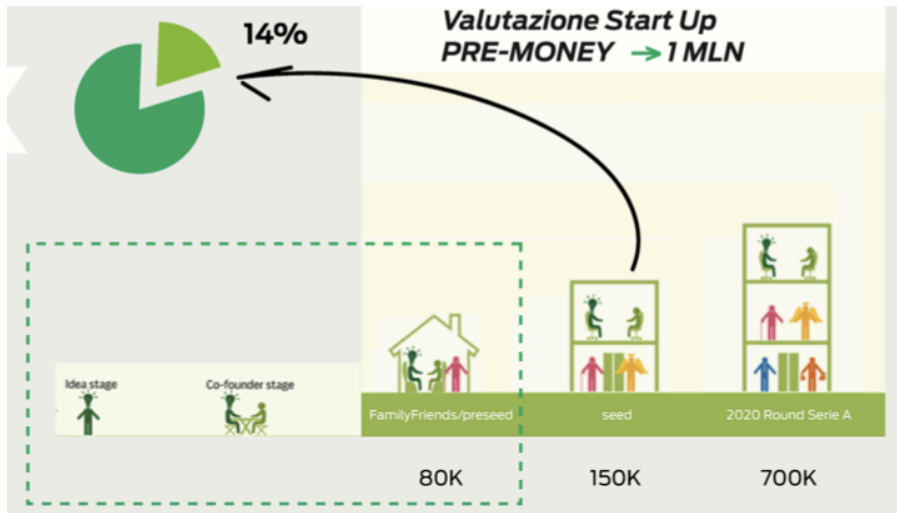 14%
Valutazione Start Up
PRE-MONEY → 1 MLN
Idea stage
Co-founder stage
FamilyFriends/preseed
seed
2020 Round Serie A
80K
150K
700K